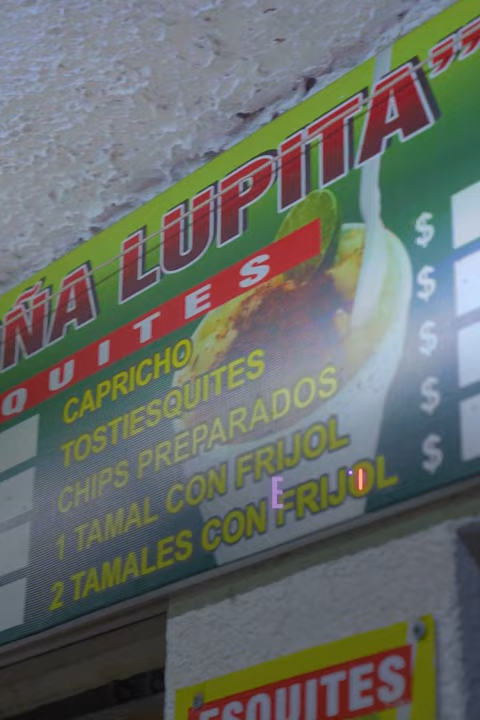 ÑA LUPITA”
QUITES
CAPRICHO $
TOSTIESQUITES $
CHIPS PREPARADOS $
1 TAMAL CON FRIJOL $
2 TAMALES CON FRIJOL $
ESQUITES